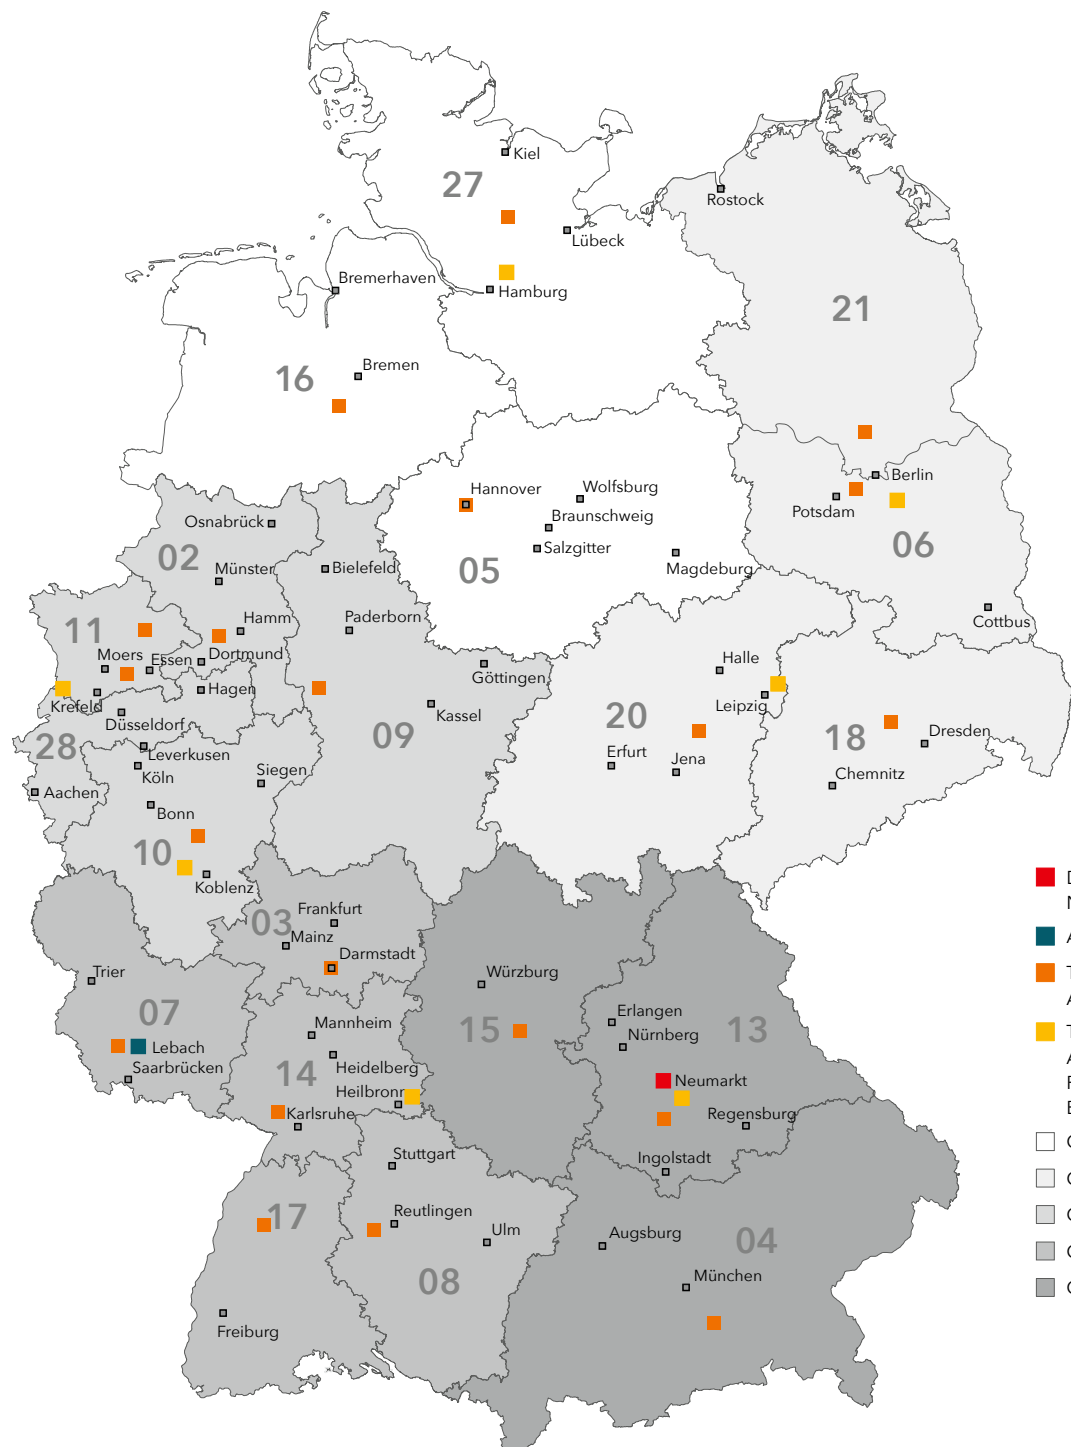 Kiel
27
Rostock
Lübeck
Bremerhaven
Hamburg
21
Bremen
16
Berlin
Hannover
Wolfsburg
Potsdam
Osnabrück
Braunschweig
02
06
Salzgitter
05
Magdeburg
Münster
Bielefeld
Hamm
Paderborn
Cottbus
11
Moers
Essen
Dortmund
Halle
Göttingen
Hagen
Leipzig
Krefeld
Kassel
Düsseldorf
20
09
28
18
Leverkusen
Dresden
Köln
Siegen
Erfurt
Jena
Chemnitz
Aachen
Bonn
10
Koblenz
Frankfurt
03
Mainz
Darmstadt
Trier
Würzburg
07
Erlangen
15
13
Mannheim
Nürnberg
Lebach
Saarbrücken
14
Heidelberg
Heilbronn
Neumarkt
Karlsruhe
Regensburg
Stuttgart
Ingolstadt
17
Reutlingen
Ulm
Augsburg
04
08
München
Freiburg
D
N
A
T
A
T
A
F
E